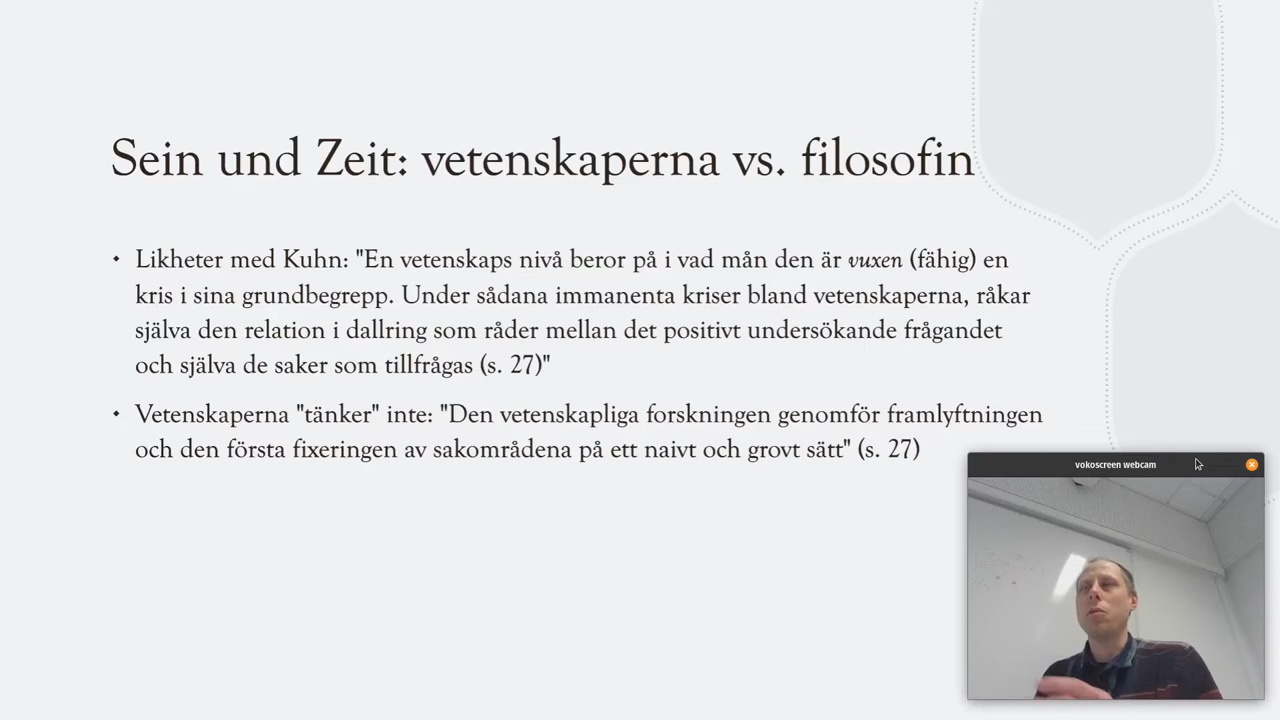 Sein und Zeit: vetenskaperna vs. filosofin
• Likheter med Kuhn: "En vetenskaps nivå beror på i vad mån den är vuxen (fähig) en
kris i sina grundbegrepp. Under sådana immanenta kriser bland vetenskaperna, råkar
själva den relation i dallring som råder mellan det positivt undersökande frågandet
och själva de saker som tillfrågas (s. 27)"
• Vetenskaperna "tänker" inte: "Den vetenskapliga forskningen genomför framlyftningen
och den första fixeringen av sakområdena på ett naivt och grovt sätt" (s. 27)
vokoscreen webcam